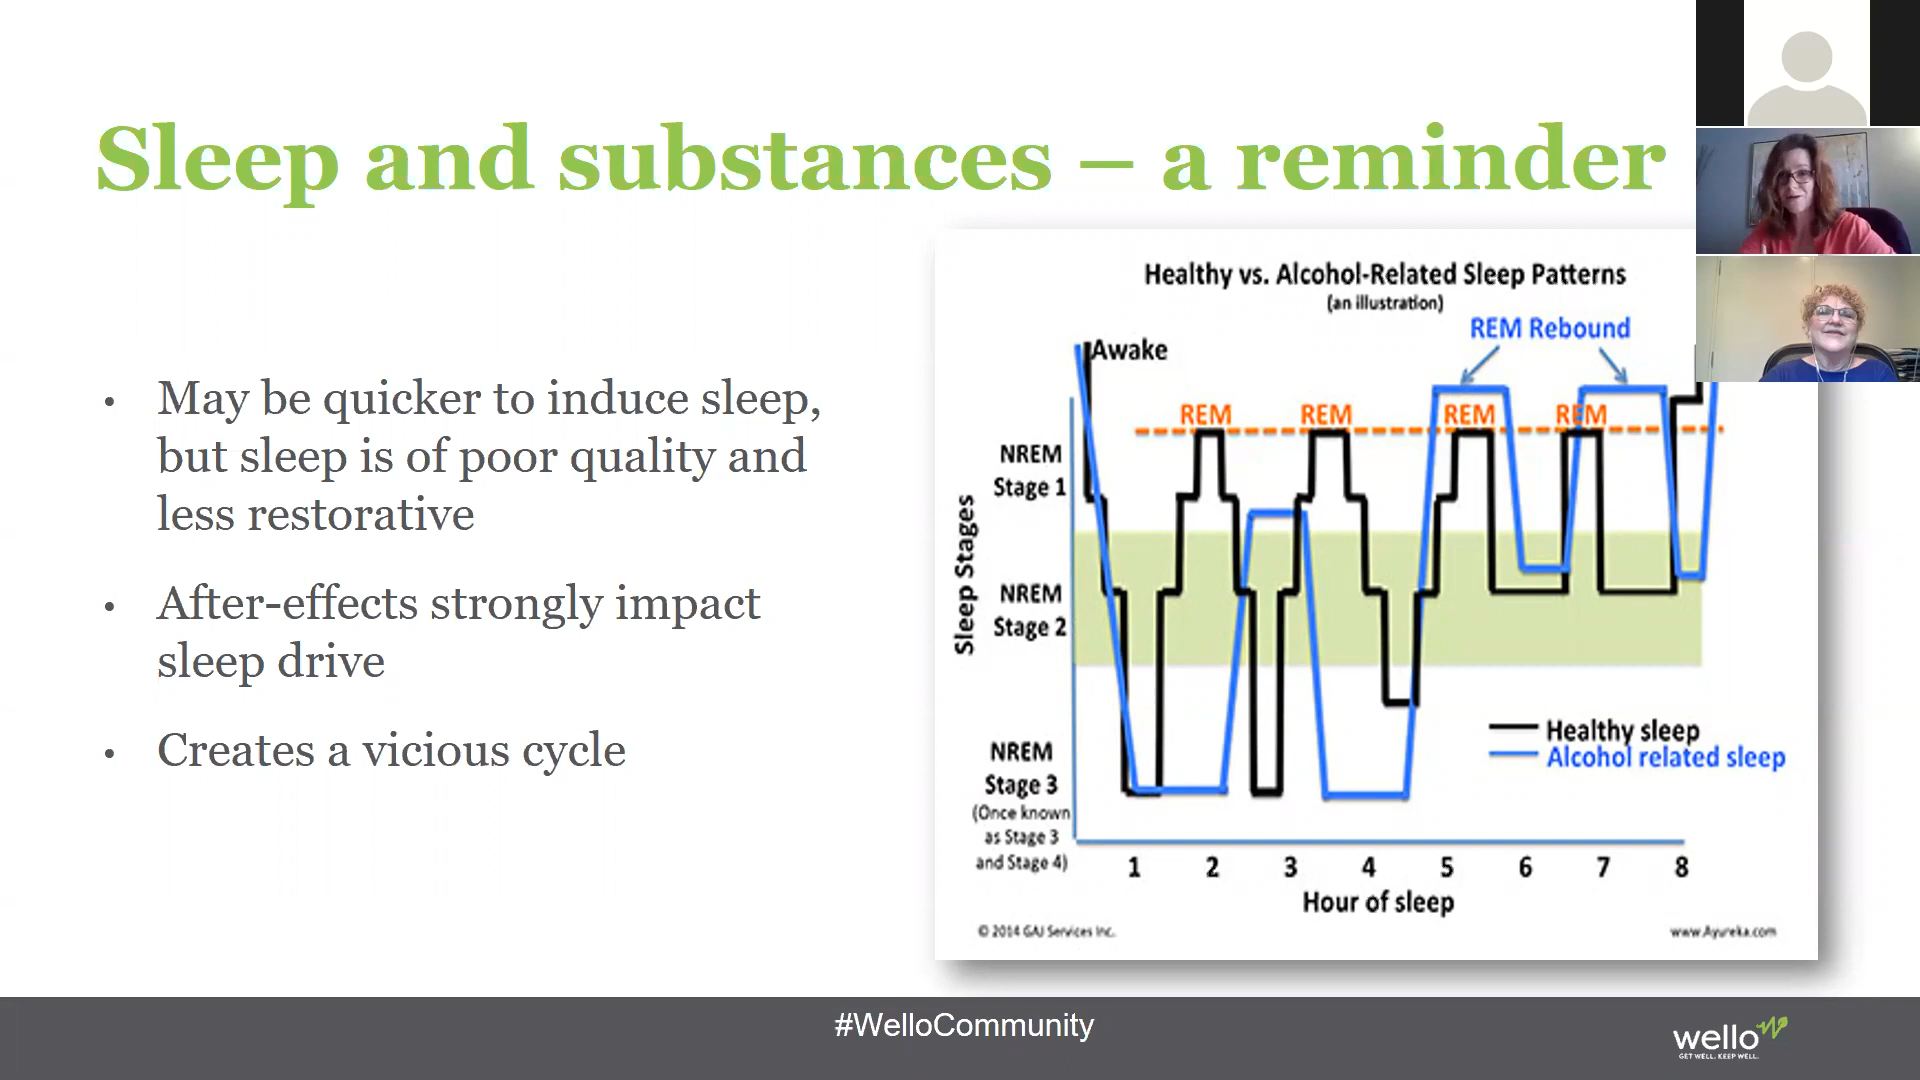 Sleep and substances – a reminder
• May be quicker to induce sleep,
but sleep is of poor quality and
less restorative
• After-effects strongly impact
sleep drive
• Creates a vicious cycle
Healthy vs. Alcohol-Related Sleep Patterns
(an illustration)
REM Rebound
Awake
REM REM REM REM
NREM
Stage 1
Sleep Stages
NREM
Stage 2
NREM
Stage 3
(Once known
as Stage 3
and Stage 4)
Healthy sleep
Alcohol related sleep
1 2 3 4 5 6 7 8
Hour of sleep
© 2014 GAJ Services Inc.
www.Ayureka.com
#WelloCommunity
wello
GET WELL. KEEP WELL.